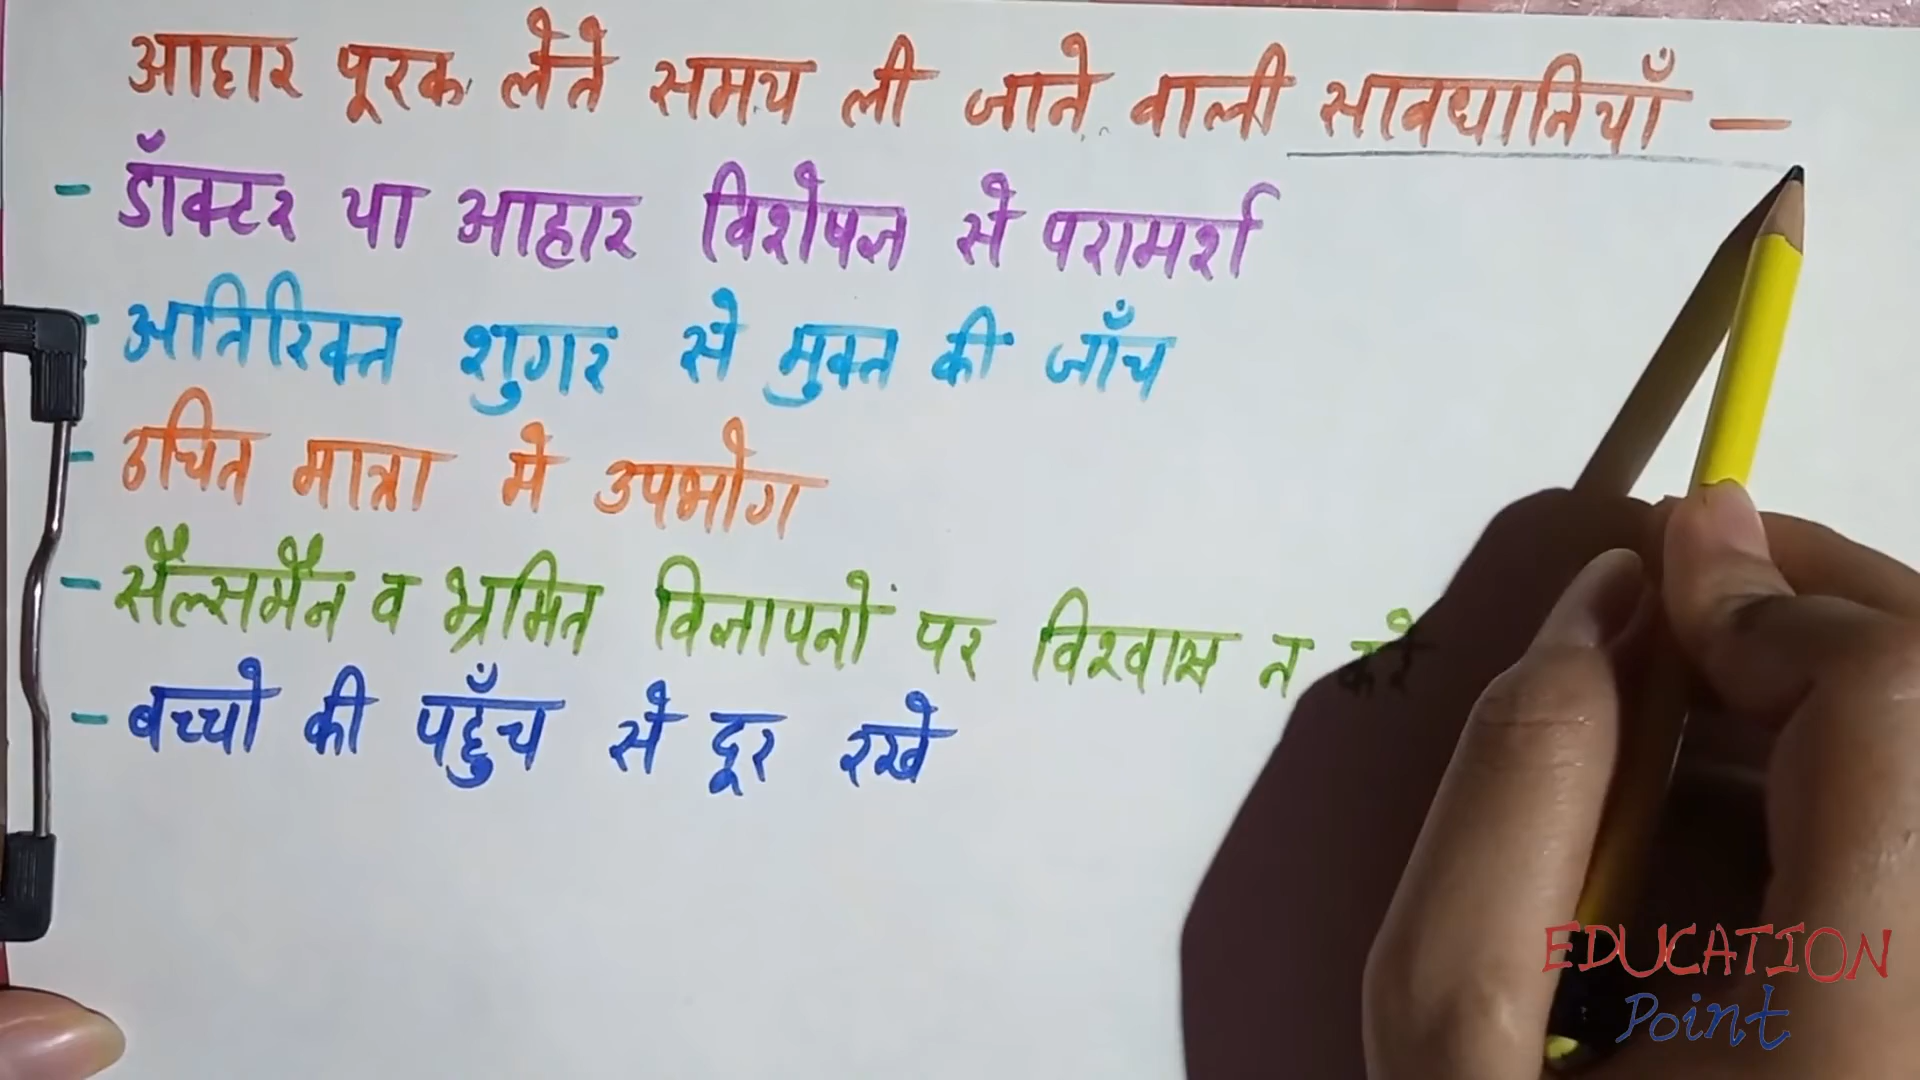 आहार पूरक लेते समय ली जाने वाली सावधानियाँ —
- डॉक्टर या आहार विशेषज्ञ से परामर्श
- अतिरिक्त शुगर से मुक्त की जाँच
- उचित मात्रा मे उपभोग
- सैल्समैन व भ्रमित विज्ञापनों पर विश्वास न करे
- बच्चो की पहुँच से दूर रखे
EDUCATION
Point